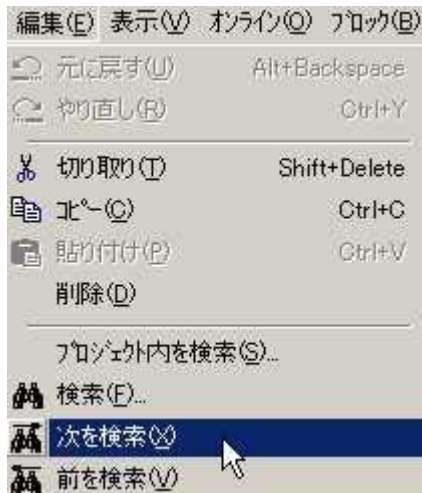 編集(E) 表示(V) オンライン(O) ブロック(B)
元に戻す(U) Alt+Backspace
やり直し(R) Ctrl+Y
切り取り(T) Shift+Delete
コピー(C) Ctrl+C
貼り付け(P) Ctrl+V
削除(D)
プロジェクト内を検索(S)...
検索(F)...
次を検索(X)
前を検索(V)